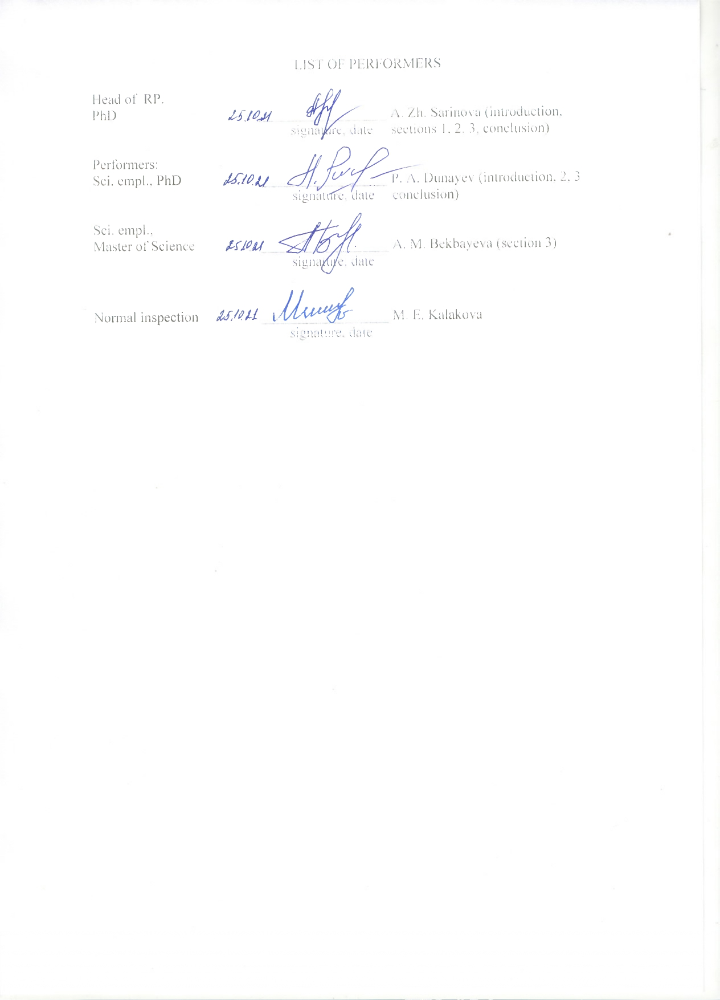 LIST OF PERFORMERS
Head of RP.
PhD 25.10.21 A. Zh. Sarinova (introduction,
signature, date sections 1, 2, 3, conclusion)
Performers:
Sci. empl., PhD 25.10.21 P. A. Dunayev (introduction, 2, 3
signature, date conclusion)
Sci. empl.,
Master of Science 25.10.21 A. M. Bekbayeva (section 3)
signature, date
Normal inspection 25.10.21 M. E. Kalakova
signature, date